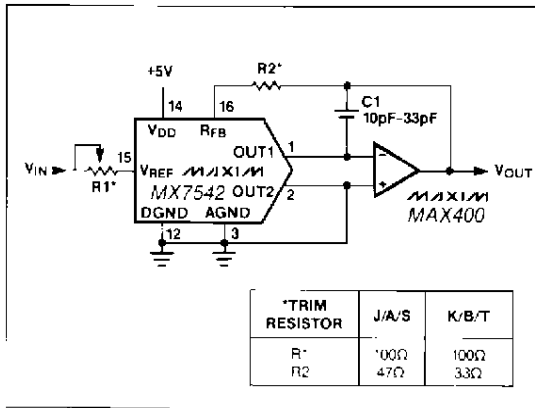 +5V
R2*
14
16
C1
10pF-33pF
VDD
RFB
OUT1
1
VIN
15
VREF
MAXIM
R1*
MX7542
OUT2
2
DGND
AGND
12
3
-
+
VOUT
MAXIM
MAX400
*TRIM RESISTOR J/A/S K/B/T
R1 100Ω 100Ω
R2 47Ω 33Ω